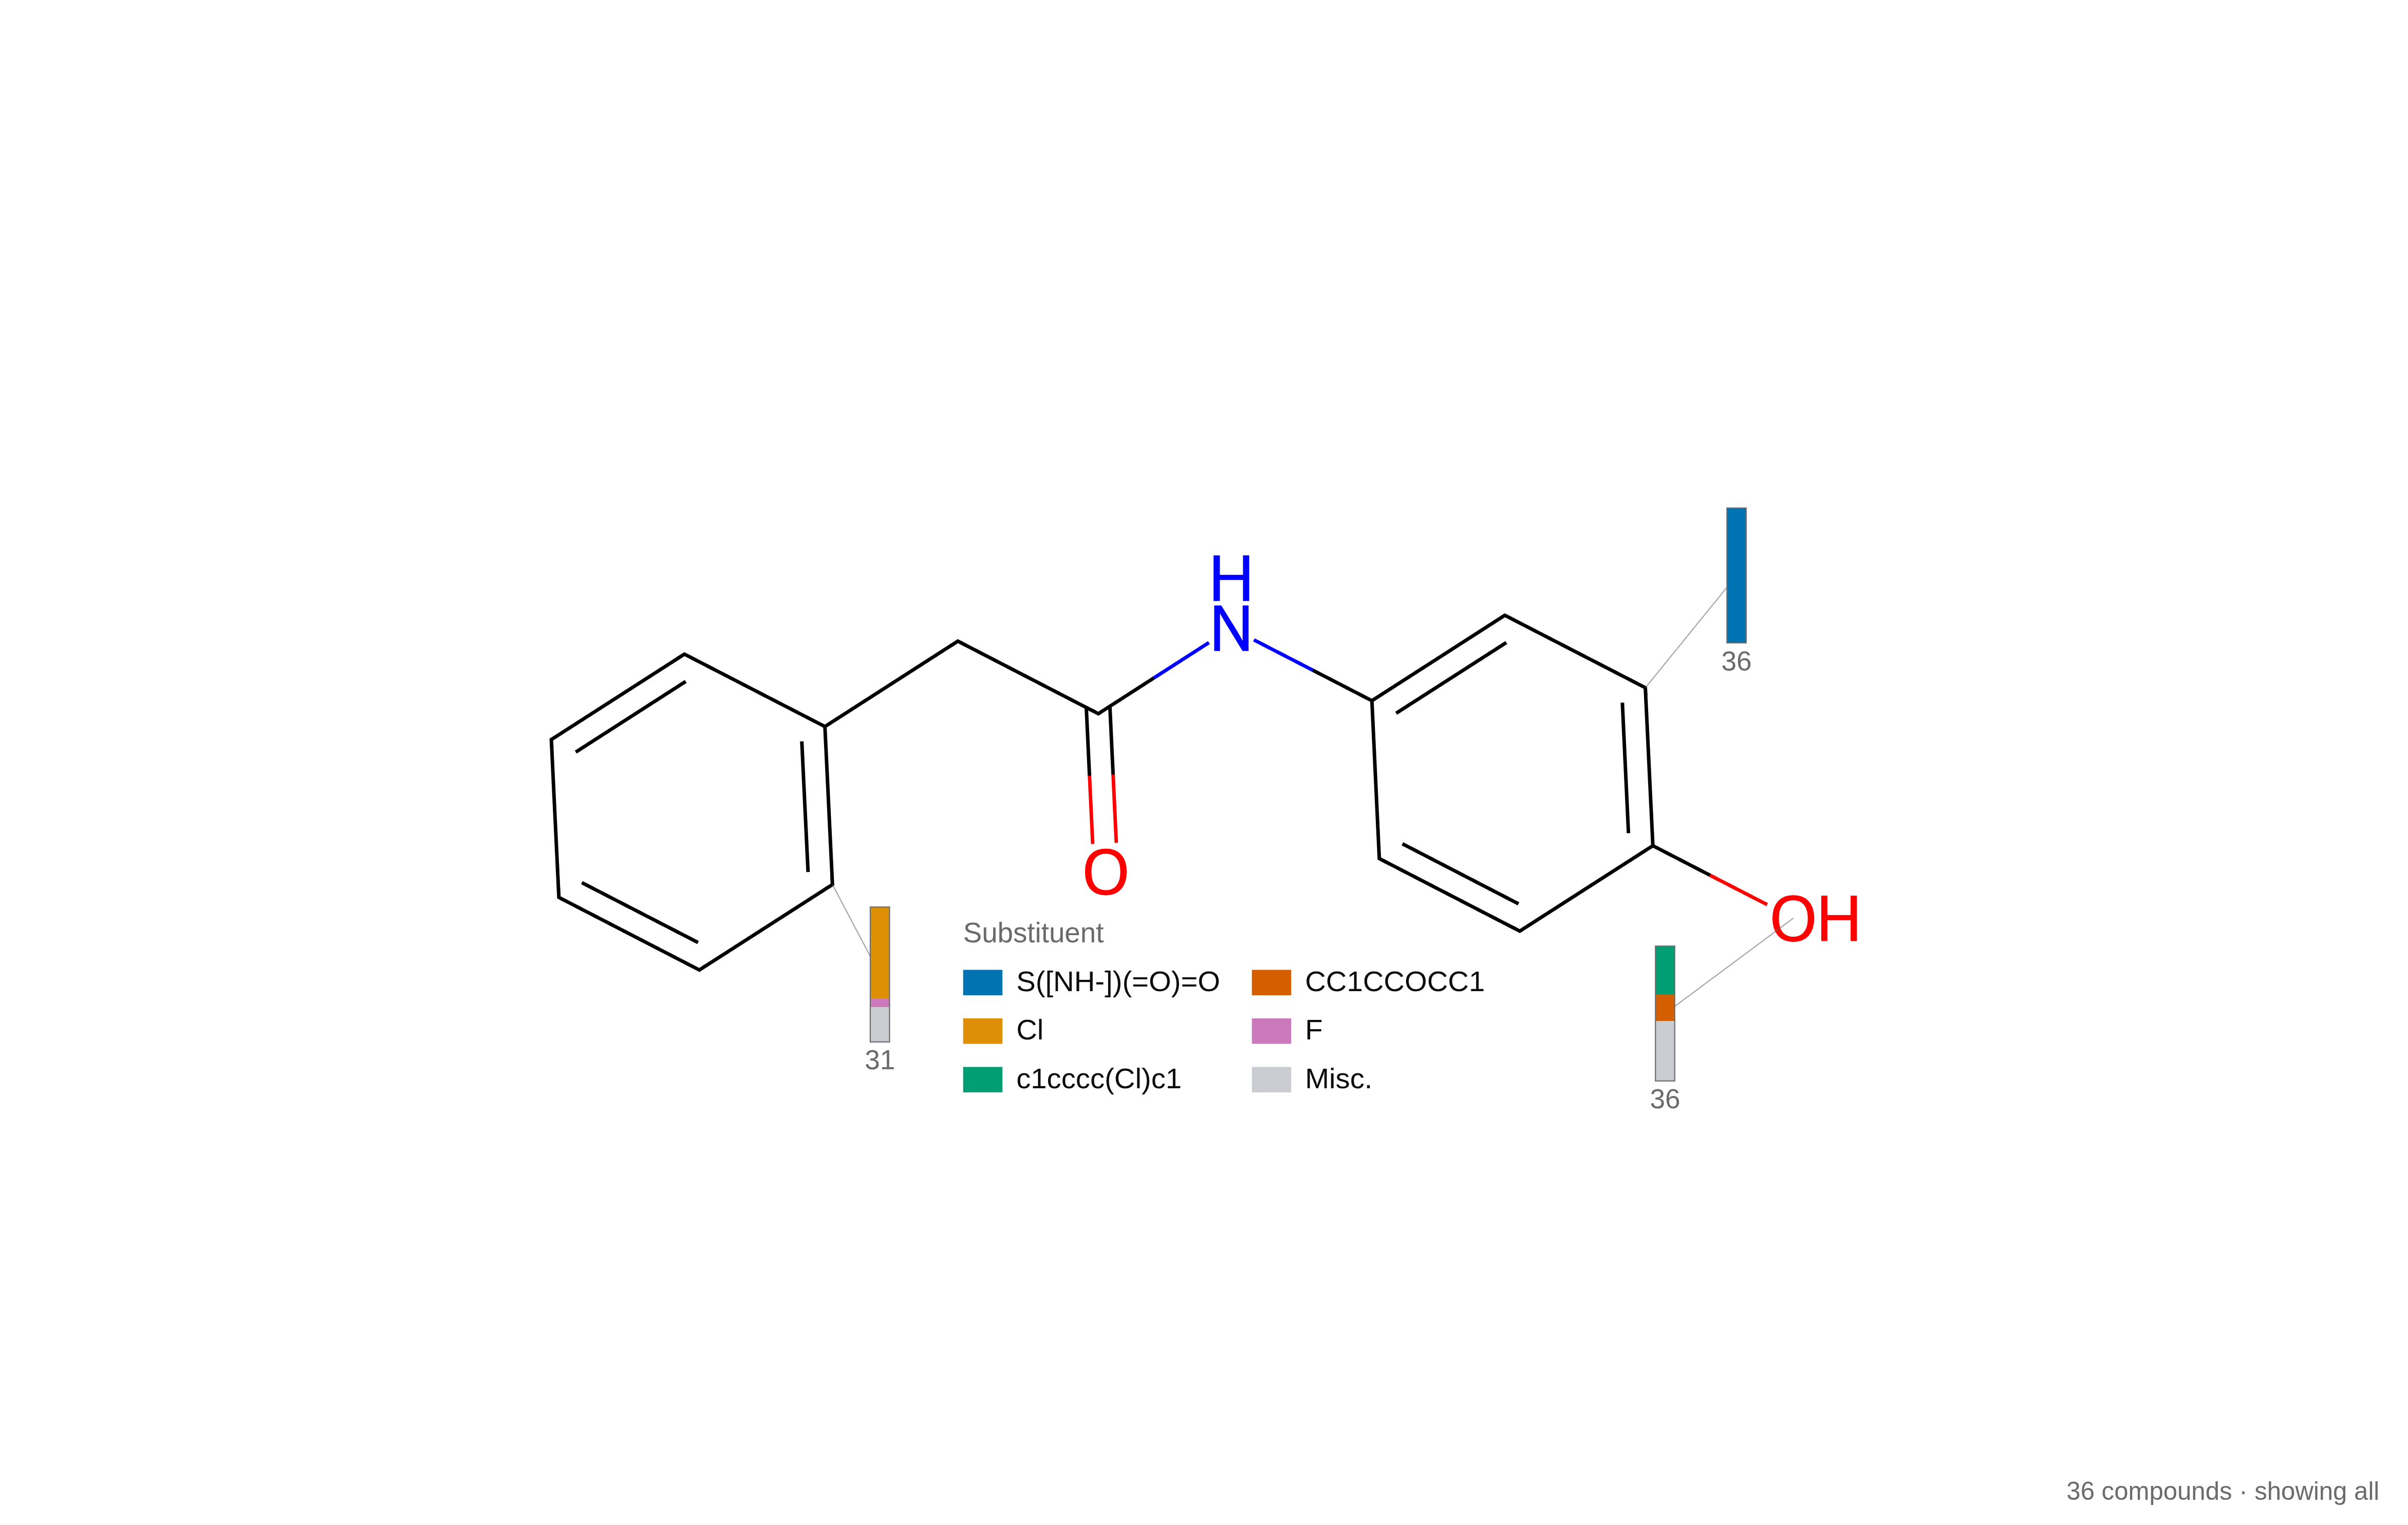 H
N
O
OH
36
31
36
Substituent
S([NH-])(=O)=O
CC1CCOCC1
Cl
F
c1cccc(Cl)c1
Misc.
36 compounds · showing all